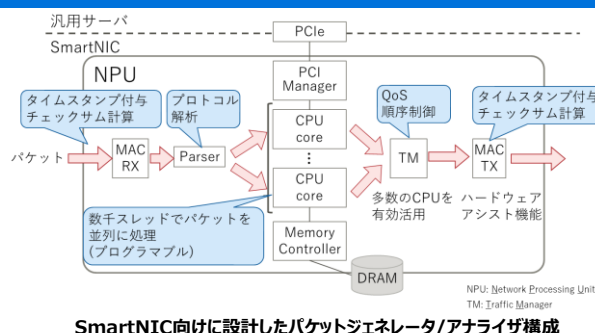 汎用サーバ
PCIe
SmartNIC
NPU
PCI
Manager
タイムスタンプ付与
チェックサム計算
プロトコル
解析
CPU
core
QoS
順序制御
タイムスタンプ付与
チェックサム計算
パケット
MAC
RX
Parser
⋮
TM
MAC
TX
CPU
core
多数のCPUを
有効活用
ハードウェア
アシスト機能
数千スレッドでパケットを
並列に処理
(プログラマブル)
Memory
Controller
DRAM
NPU: Network Processing Unit
TM: Traffic Manager
SmartNIC向けに設計したパケットジェネレータ/アナライザ構成